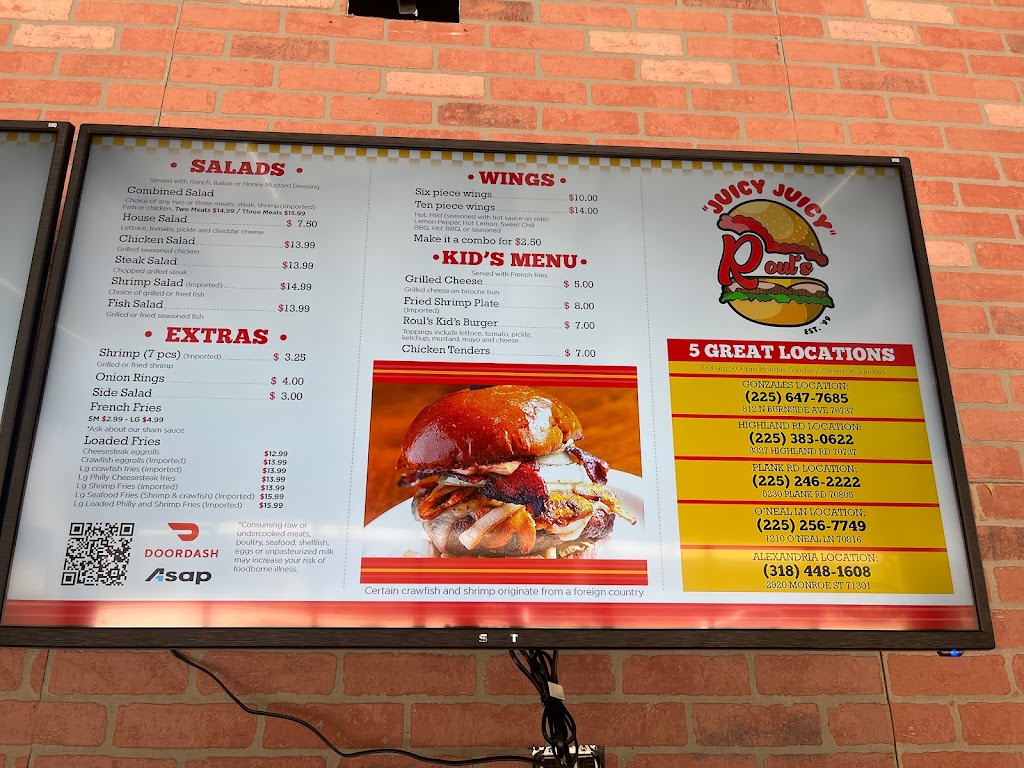 • SALADS •
Served with Ranch, Italian or Honey Mustard Dressing
Combined Salad
Choice of any two or three meats; steak, shrimp (imported)
Fish or chicken. Two Meats $14.99 / Three Meats $15.99
House Salad $ 7.50
Lettuce, tomato, pickle and cheddar cheese
Chicken Salad $13.99
Grilled seasoned chicken
Steak Salad $13.99
Chopped grilled steak
Shrimp Salad (Imported) $14.99
Choice of grilled or fried fish
Fish Salad $13.99
Grilled or fried seasoned fish
• EXTRAS •
Shrimp (7 pcs) (Imported) $ 3.25
Grilled or fried shrimp
Onion Rings $ 4.00
Side Salad $ 3.00
French Fries
SM $2.99 - LG $4.99
*Ask about our sham sauce
Loaded Fries
Cheesesteak eggrolls $12.99
Crawfish eggrolls (Imported) $13.99
Lg crawfish fries (Imported) $13.99
Lg Philly Cheesesteak fries $13.99
Lg Shrimp Fries (Imported) $13.99
Lg Seafood Fries (Shrimp & crawfish) (Imported) $15.99
Lg Loaded Philly and Shrimp Fries (Imported) $15.99
DOORDASH
Asap
*Consuming raw or
undercooked meats,
poultry, seafood, shellfish,
eggs or unpasteurized milk
may increase your risk of
foodborne illness.
• WINGS •
Six piece wings $10.00
Ten piece wings $14.00
Hot, Mild (seasoned with hot sauce on side)
Lemon Pepper, Hot Lemon, Sweet Chili
BBQ, Hot BBQ, or seasoned
Make it a combo for $2.50
• KID'S MENU •
Served with French fries
Grilled Cheese $ 5.00
Grilled cheese on brioche bun
Fried Shrimp Plate $ 8.00
(Imported)
Roul's Kid's Burger $ 7.00
Toppings include lettuce, tomato, pickle,
ketchup, mustard, mayo and cheese
Chicken Tenders $ 7.00
Certain crawfish and shrimp originate from a foreign country
"JUICY JUICY"
Roul's
EST. '99
5 GREAT LOCATIONS
GONZALES LOCATION:
(225) 647-7685
812 N BURNSIDE AVE 70737
HIGHLAND RD LOCATION:
(225) 383-0622
3327 HIGHLAND RD 70737
PLANK RD LOCATION:
(225) 246-2222
5230 PLANK RD 70805
O'NEAL LN LOCATION:
(225) 256-7749
1210 O'NEAL LN 70816
ALEXANDRIA LOCATION:
(318) 448-1608
2920 MONROE ST 71301